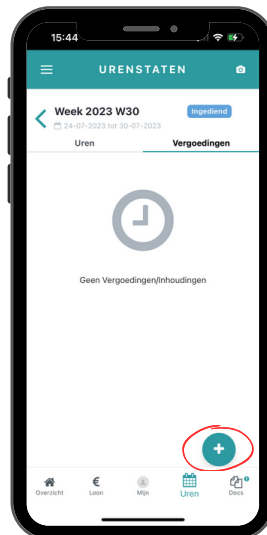 15:44
URENSTATEN
Week 2023 W30
Ingediend
24-07-2023 tot 30-07-2023
Uren
Vergoedingen
Geen Vergoedingen/Inhoudingen
Overzicht
Loon
Mijn
Uren
Docs